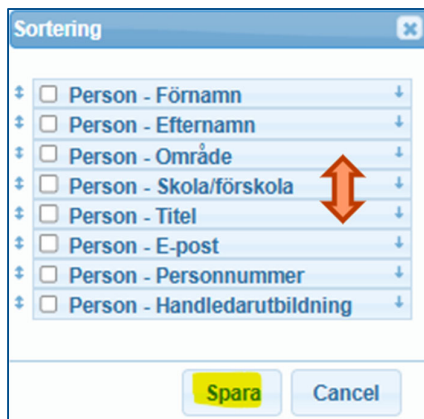 Sortering
Person - Förnamn
Person - Efternamn
Person - Område
Person - Skola/förskola
Person - Titel
Person - E-post
Person - Personnummer
Person - Handledarutbildning
Spara Cancel